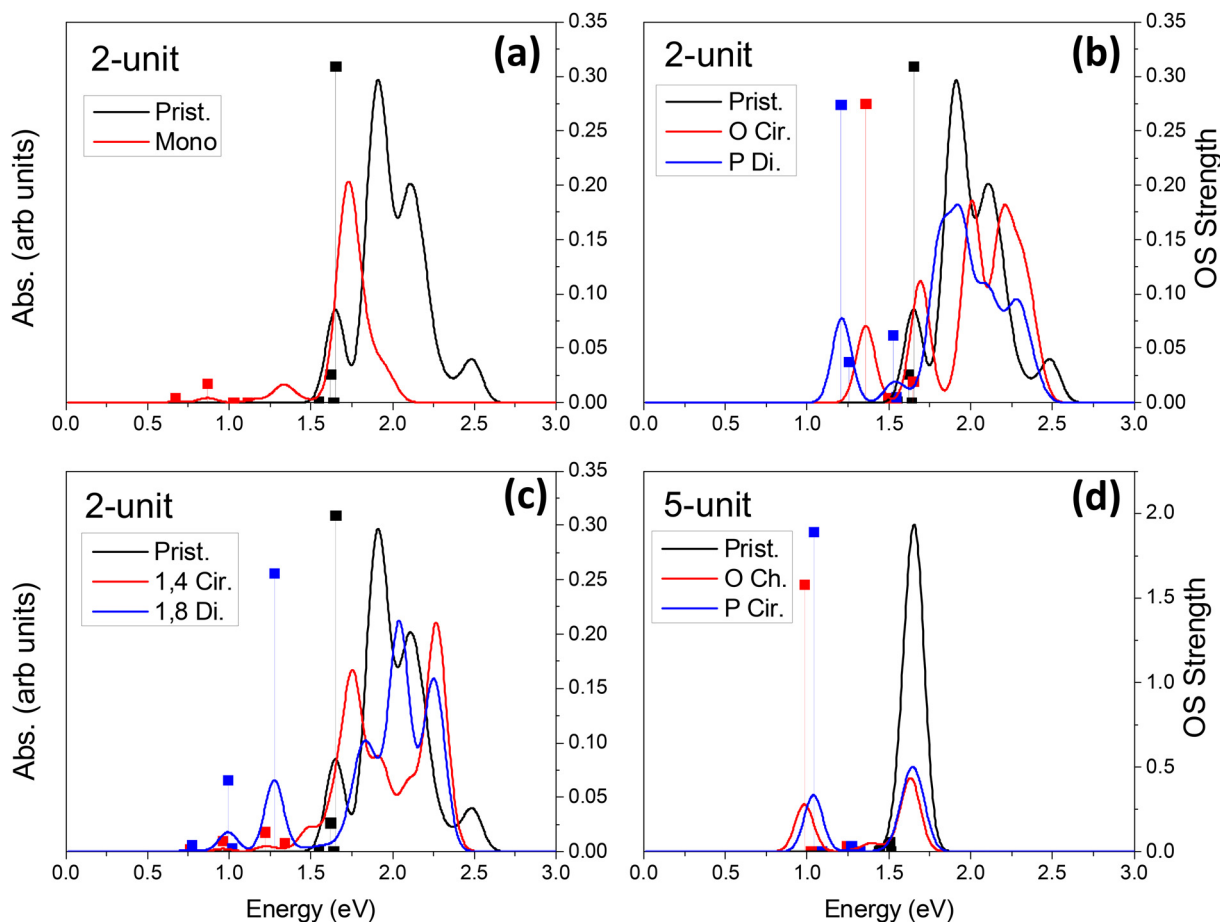 2-unit
(a)
Prist.
Mono
Abs. (arb units)
0.35
0.30
0.25
0.20
0.15
0.10
0.05
0.00
0.0 0.5 1.0 1.5 2.0 2.5 3.0
2-unit
(b)
Prist.
O Cir.
P Di.
0.35
0.30
0.25
0.20
0.15
0.10
0.05
0.00
OS Strength
0.0 0.5 1.0 1.5 2.0 2.5 3.0
2-unit
(c)
Prist.
1,4 Cir.
1,8 Di.
Abs. (arb units)
0.35
0.30
0.25
0.20
0.15
0.10
0.05
0.00
0.0 0.5 1.0 1.5 2.0 2.5 3.0
Energy (eV)
5-unit
(d)
Prist.
O Ch.
P Cir.
2.0
1.5
1.0
0.5
0.0
OS Strength
0.0 0.5 1.0 1.5 2.0 2.5 3.0
Energy (eV)